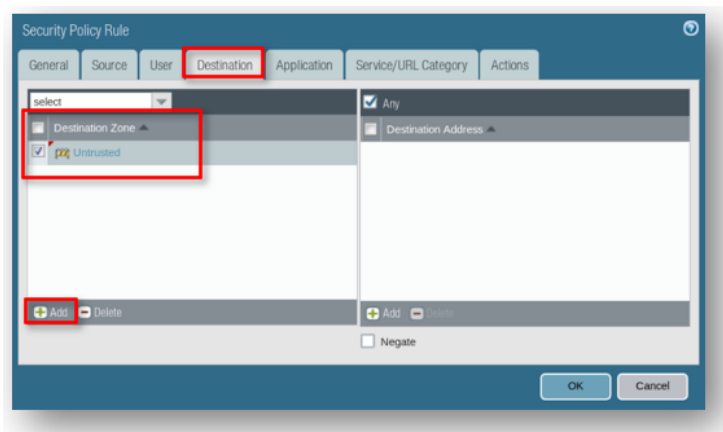 Security Policy Rule
General Source User Destination Application Service/URL Category Actions
select
Any
Destination Zone
Destination Address
Untrusted
Add Delete
Add Delete
Negate
OK Cancel